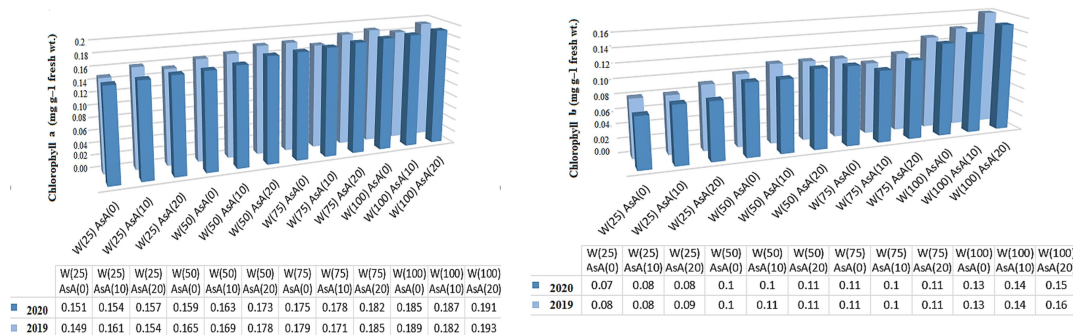 Chlorophyll a (mg g–1 fresh wt.)
0.2
0.18
0.16
0.14
0.12
0.10
0.08
0.06
0.04
0.02
0.00
W(25) AsA(0)
W(25) AsA(10)
W(25) AsA(20)
W(50) AsA(0)
W(50) AsA(10)
W(50) AsA(20)
W(75) AsA(0)
W(75) AsA(10)
W(75) AsA(20)
W(100) AsA(0)
W(100) AsA(10)
W(100) AsA(20)
W(25 W(25 W(25) W(50) W(50) W(50) W(75) W(75) W(75) W(100) W(100) W(100)
AsA(0) AsA(10) AsA(20) AsA(0) AsA(10) AsA(20) AsA(0) AsA(10) AsA(20) AsA(0) AsA(10) AsA(20)
2020 0.151 0.154 0.157 0.159 0.163 0.173 0.175 0.178 0.182 0.185 0.187 0.191
2019 0.149 0.161 0.154 0.165 0.169 0.178 0.179 0.171 0.185 0.189 0.182 0.193
Chlorophyll b (mg g–1 fresh wt.)
0.16
0.14
0.12
0.10
0.08
0.06
0.04
0.02
0.00
W(25) AsA(0)
W(25) AsA(10)
W(25) AsA(20)
W(50) AsA(0)
W(50) AsA(10)
W(50) AsA(20)
W(75) AsA(0)
W(75) AsA(10)
W(75) AsA(20)
W(100) AsA(0)
W(100) AsA(10)
W(100) AsA(20)
W(25 W(25 W(25) W(50) W(50) W(50) W(75) W(75) W(75) W(100) W(100) W(100)
AsA(0) AsA(10) AsA(20) AsA(0) AsA(10) AsA(20) AsA(0) AsA(10) AsA(20) AsA(0) AsA(10) AsA(20)
2020 0.07 0.08 0.08 0.1 0.1 0.11 0.11 0.1 0.11 0.13 0.14 0.15
2019 0.08 0.08 0.09 0.1 0.11 0.11 0.11 0.1 0.11 0.13 0.14 0.16